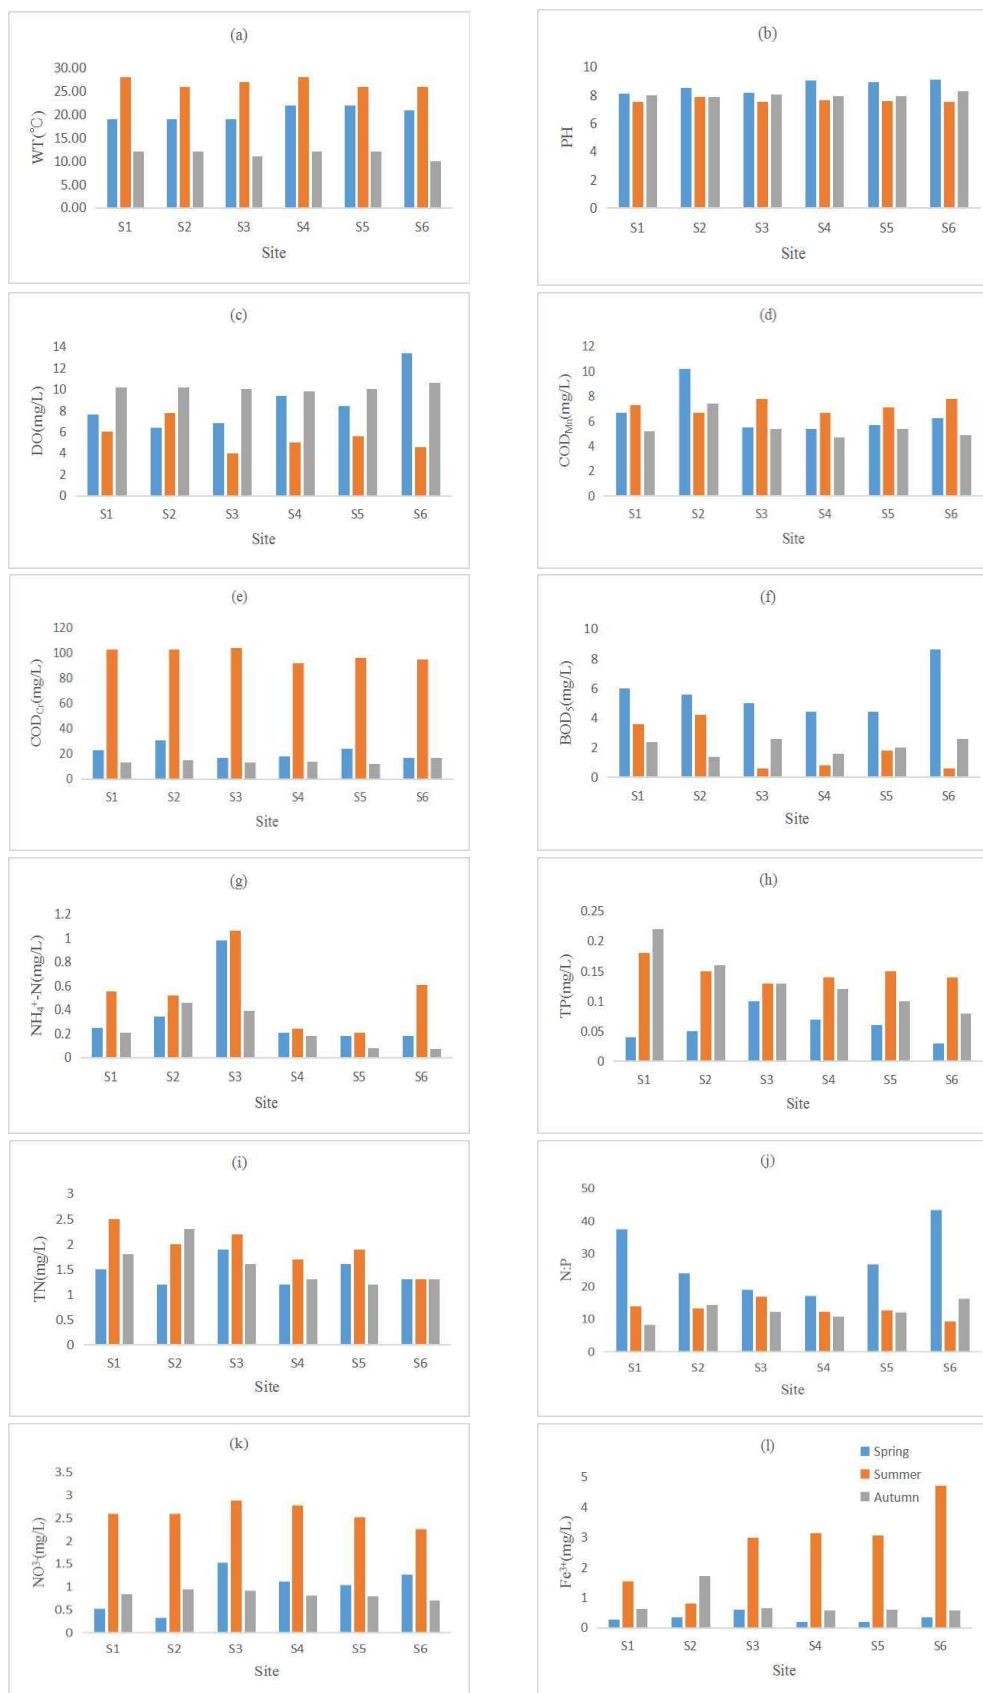 (a)
30.00
25.00
20.00
15.00
10.00
5.00
0.00
WT(℃)
S1 S2 S3 S4 S5 S6
Site
(b)
10
8
6
4
2
0
PH
S1 S2 S3 S4 S5 S6
Site
(c)
14
12
10
8
6
4
2
0
DO(mg/L)
S1 S2 S3 S4 S5 S6
Site
(d)
12
10
8
6
4
2
0
COD_Mn(mg/L)
S1 S2 S3 S4 S5 S6
Site
(e)
120
100
80
60
40
20
0
COD_Cr(mg/L)
S1 S2 S3 S4 S5 S6
Site
(f)
10
8
6
4
2
0
BOD₅(mg/L)
S1 S2 S3 S4 S5 S6
Site
(g)
1.2
1
0.8
0.6
0.4
0.2
0
NH₄⁺-N(mg/L)
S1 S2 S3 S4 S5 S6
Site
(h)
0.25
0.2
0.15
0.1
0.05
0
TP(mg/L)
S1 S2 S3 S4 S5 S6
Site
(i)
3
2.5
2
1.5
1
0.5
0
TN(mg/L)
S1 S2 S3 S4 S5 S6
Site
(j)
50
40
30
20
10
0
N:P
S1 S2 S3 S4 S5 S6
Site
(k)
3.5
3
2.5
2
1.5
1
0.5
0
NO³⁻(mg/L)
S1 S2 S3 S4 S5 S6
Site
(l)
Spring
Summer
Autumn
5
4
3
2
1
0
Fe³⁺(mg/L)
S1 S2 S3 S4 S5 S6
Site